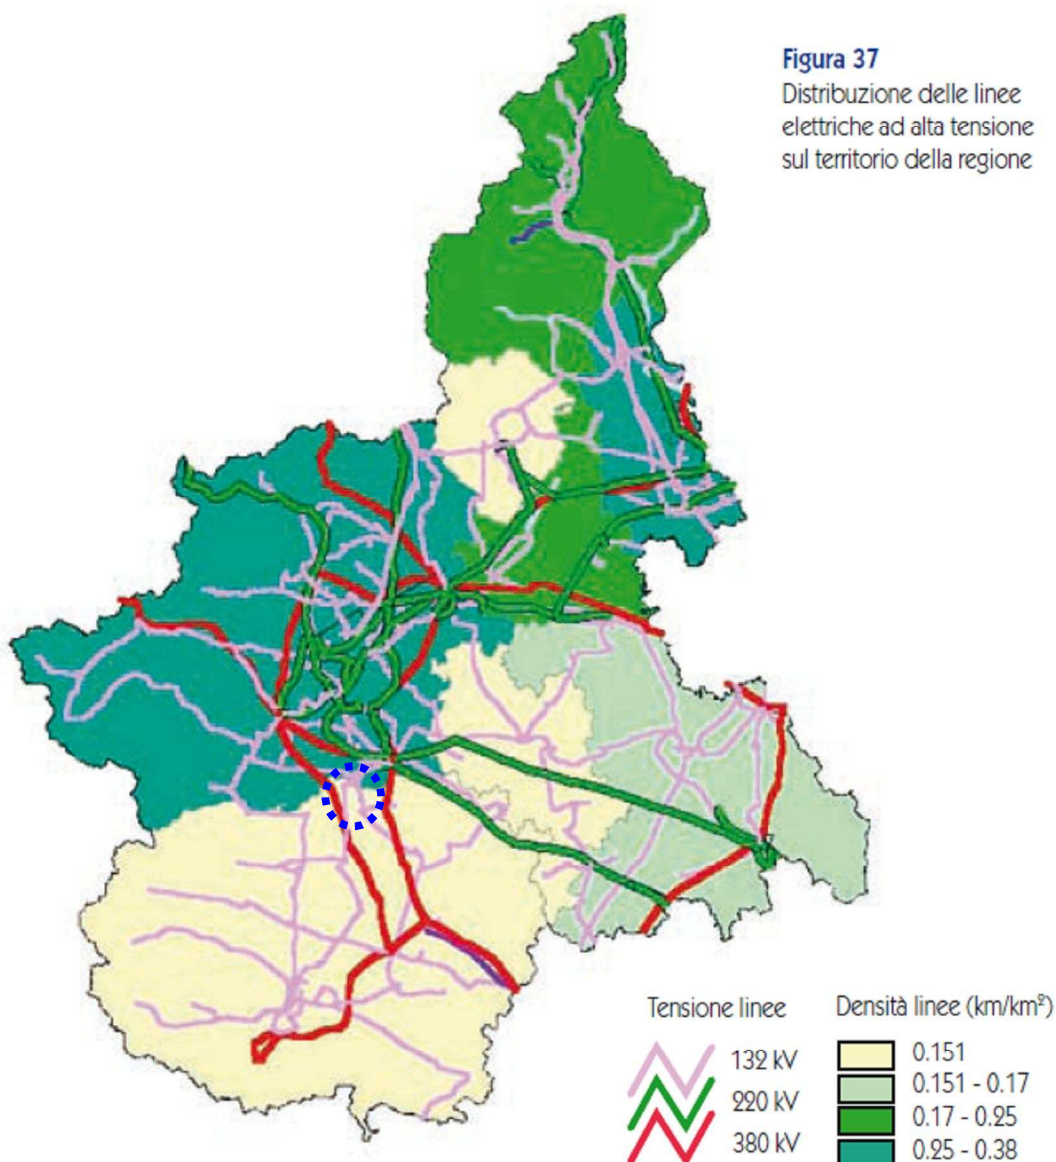 Figura 37
Distribuzione delle linee
elettriche ad alta tensione
sul territorio della regione
Tensione linee
132 kV
220 kV
380 kV
Densità linee (km/km²)
0.151
0.151 - 0.17
0.17 - 0.25
0.25 - 0.38